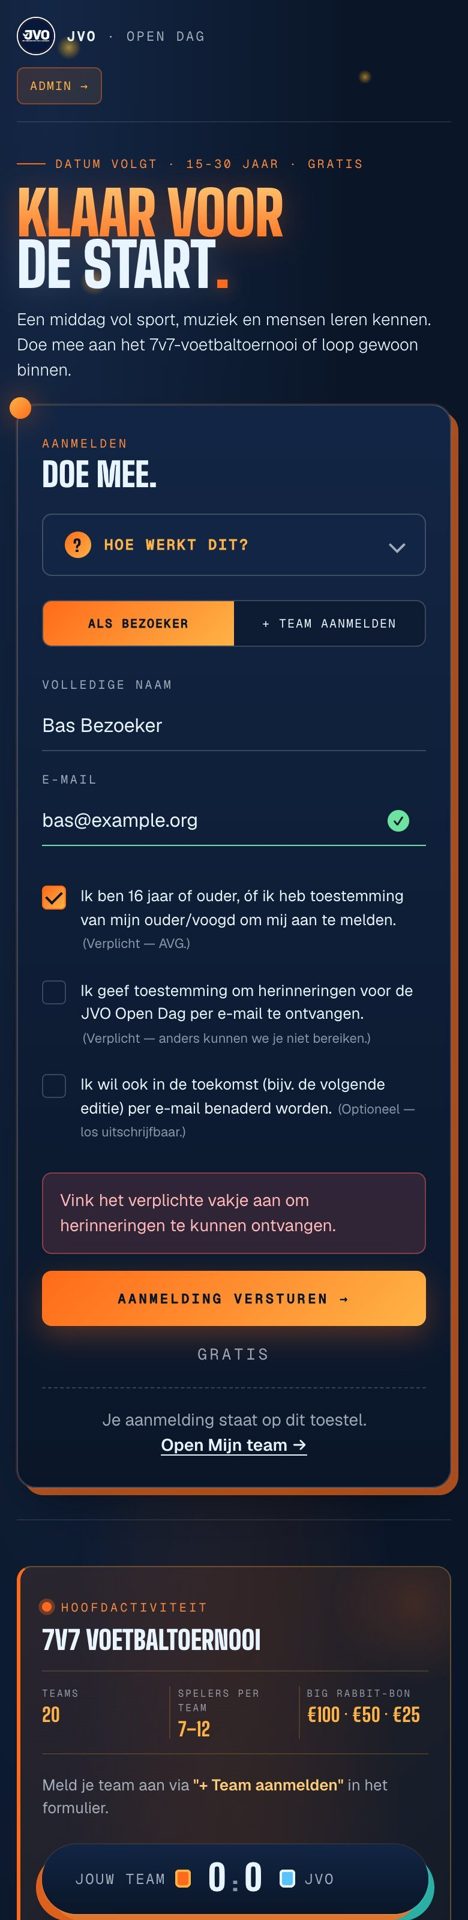 JVO JVO · OPEN DAG
ADMIN →
DATUM VOLGT · 15-30 JAAR · GRATIS
KLAAR VOOR
DE START.
Een middag vol sport, muziek en mensen leren kennen.
Doe mee aan het 7v7-voetbaltoernooi of loop gewoon
binnen.
AANMELDEN
DOE MEE.
? HOE WERKT DIT?
ALS BEZOEKER + TEAM AANMELDEN
VOLLEDIGE NAAM
Bas Bezoeker
E-MAIL
bas@example.org
Ik ben 16 jaar of ouder, óf ik heb toestemming
van mijn ouder/voogd om mij aan te melden.
(Verplicht — AVG.)
Ik geef toestemming om herinneringen voor de
JVO Open Dag per e-mail te ontvangen.
(Verplicht — anders kunnen we je niet bereiken.)
Ik wil ook in de toekomst (bijv. de volgende
editie) per e-mail benaderd worden. (Optioneel —
los uitschrijfbaar.)
Vink het verplichte vakje aan om
herinneringen te kunnen ontvangen.
AANMELDING VERSTUREN →
GRATIS
Je aanmelding staat op dit toestel.
Open Mijn team →
HOOFDACTIVITEIT
7V7 VOETBALTOERNOOI
TEAMS
20
SPELERS PER
TEAM
7–12
BIG RABBIT-BON
€100 · €50 · €25
Meld je team aan via "+ Team aanmelden" in het
formulier.
JOUW TEAM 0:0 JVO